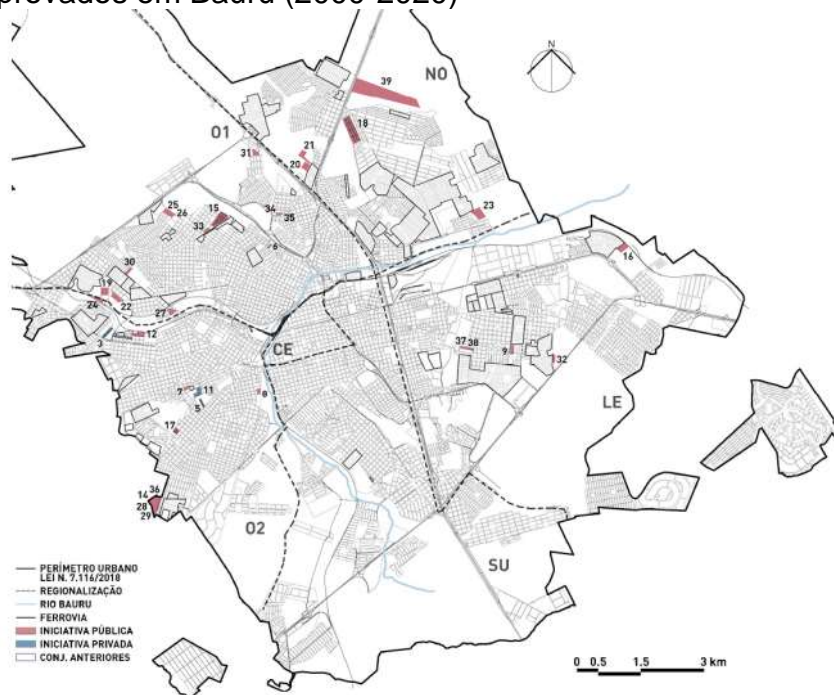 provados em Bauru (2000-2020)
N
39
NO
O1
18
21
31
20
25
26
15
34
35
33
6
23
30
16
19
24
22
27
3
12
CE
37 38
9
32
7
11
5
8
LE
17
36
14
28
29
O2
SU
PERÍMETRO URBANO
LEI N. 7.116/2018
REGIONALIZAÇÃO
RIO BAURU
FERROVIA
INICIATIVA PÚBLICA
INICIATIVA PRIVADA
CONJ. ANTERIORES
0 0.5 1.5 3 km